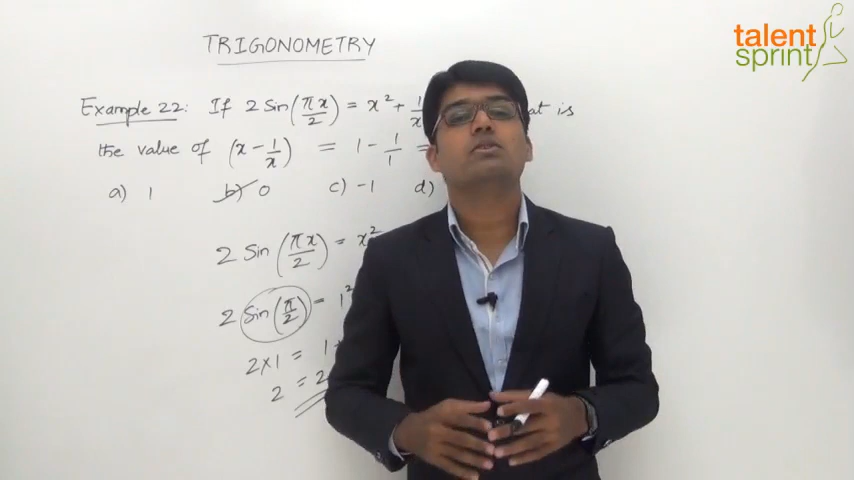 talent
sprint
TRIGONOMETRY
Example 22: If 2 Sin(πx/2) = x² + 1/x at is
the value of (x - 1/x) = 1 - 1/1 =
a) 1 b) 0 c) -1 d)
2 Sin(πx/2) = x²
2 Sin(π/2) = 1²
2×1 = 1
2 = 2